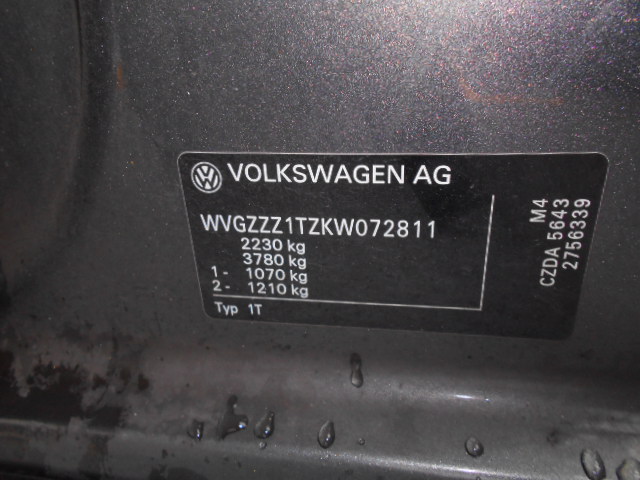 VOLKSWAGEN AG
WVGZZZ1TZKW072811
2230 kg
3780 kg
1 - 1070 kg
2 - 1210 kg
Typ 1T
M4
CZDA 5643
2756339